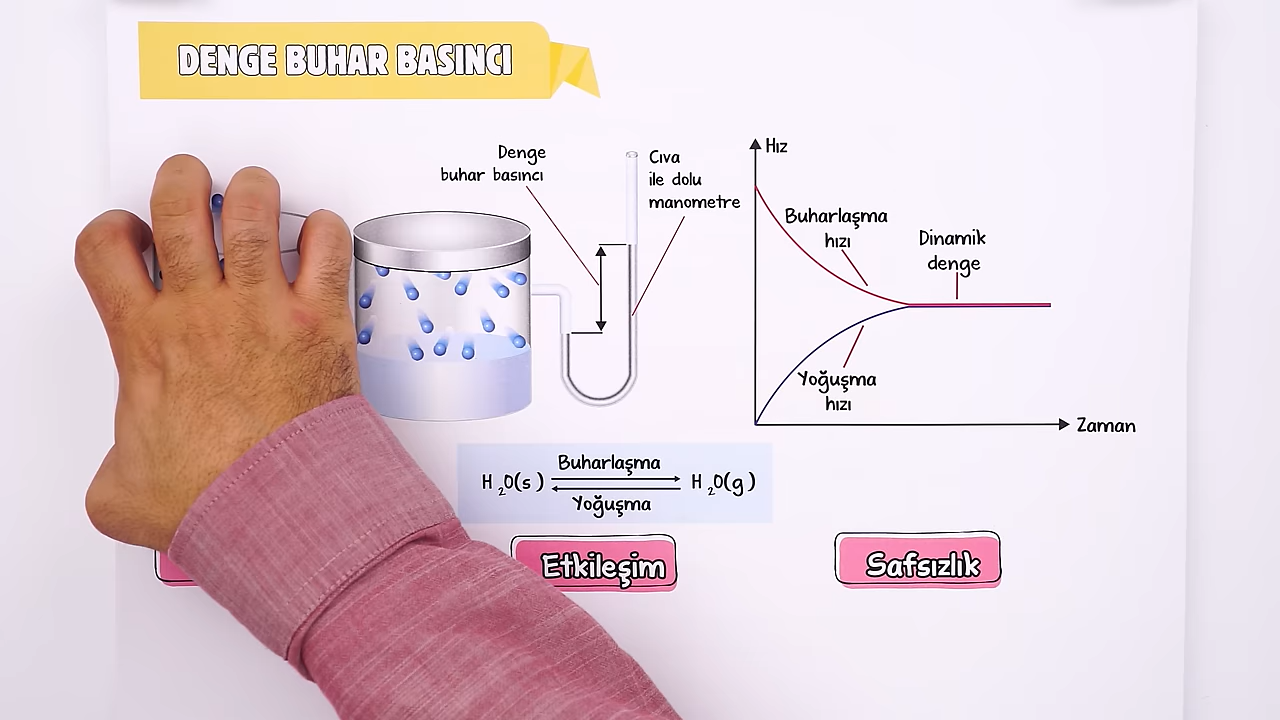 DENGE BUHAR BASINCI
Denge
buhar basıncı
Cıva
ile dolu
manometre
Hız
Buharlaşma
hızı
Dinamik
denge
Yoğuşma
hızı
Zaman
Buharlaşma
H₂O(s) H₂O(g)
Yoğuşma
Etkileşim
Safsızlık